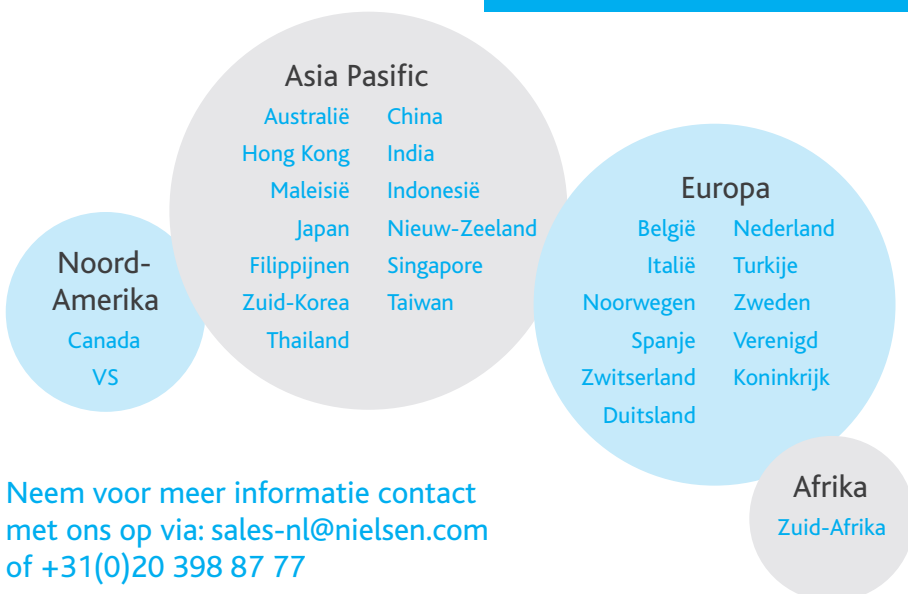 Asia Pasific
Australië China
Hong Kong India
Maleisië Indonesië
Japan Nieuw-Zeeland
Filippijnen Singapore
Zuid-Korea Taiwan
Thailand
Europa
België Nederland
Italië Turkije
Noorwegen Zweden
Spanje Verenigd
Zwitserland Koninkrijk
Duitsland
Noord-
Amerika
Canada
VS
Afrika
Zuid-Afrika
Neem voor meer informatie contact
met ons op via: sales-nl@nielsen.com
of +31(0)20 398 87 77